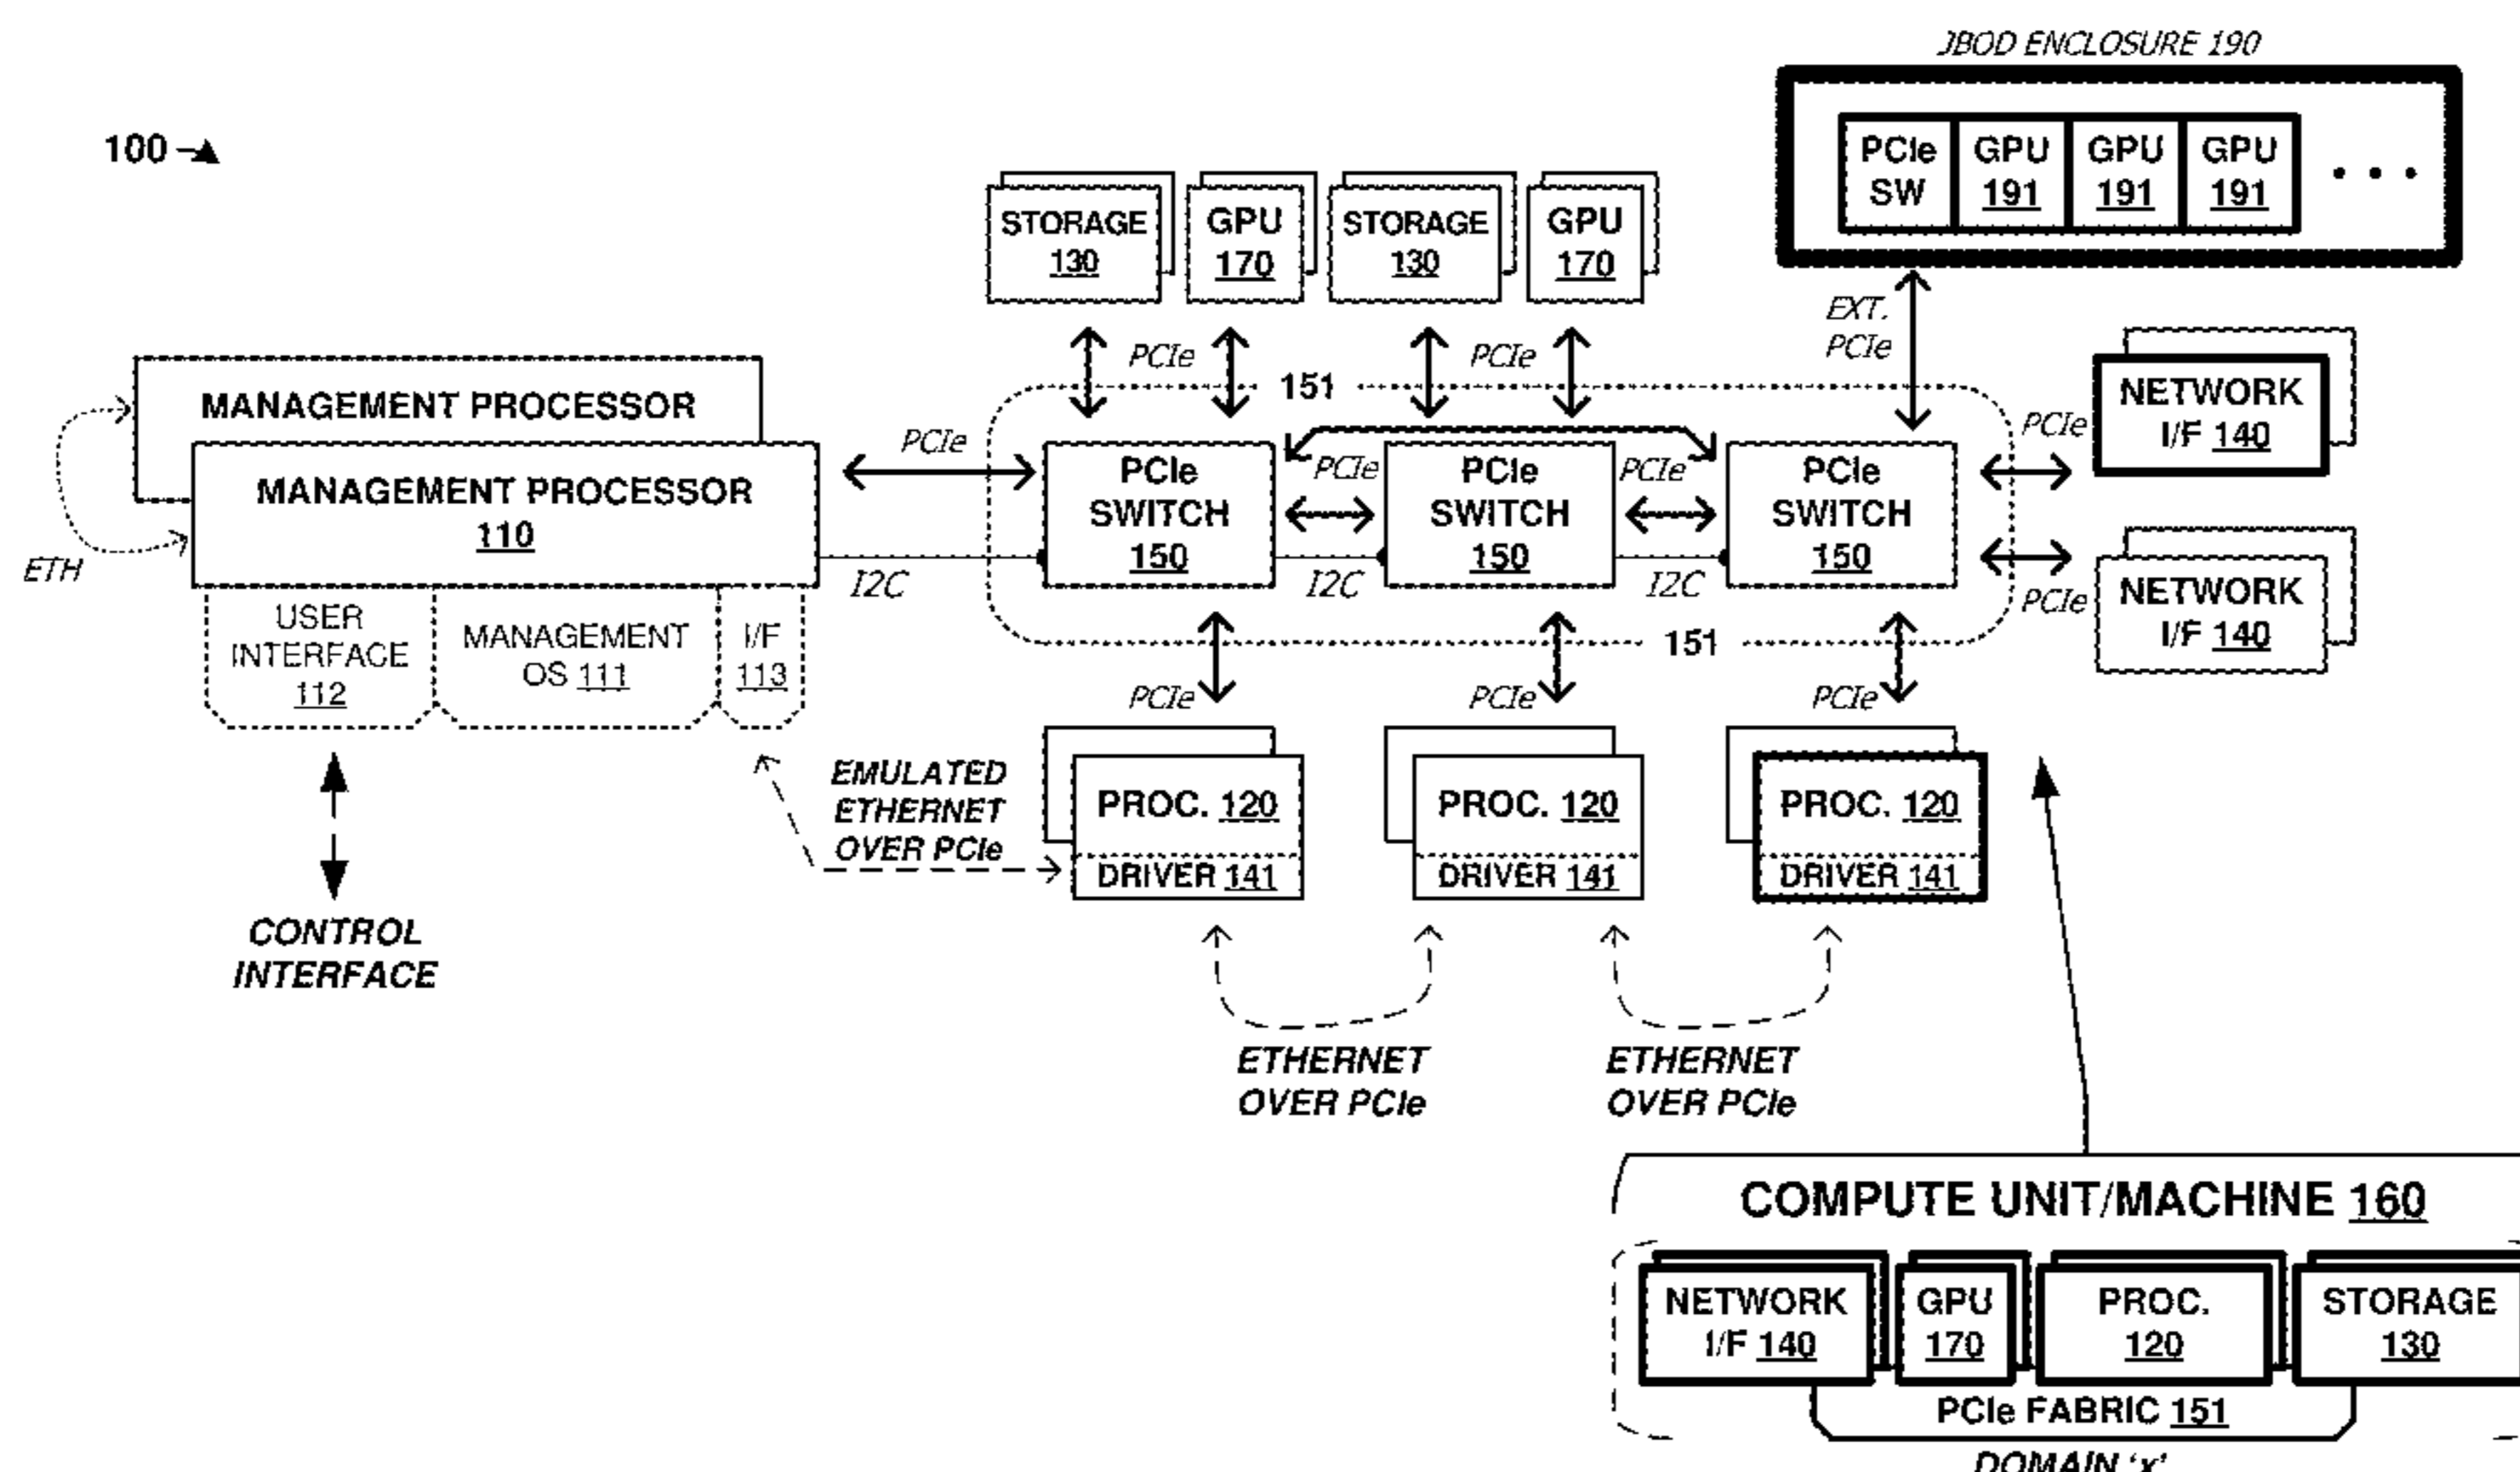 JBOD ENCLOSURE 190
100
PCIe
SW
GPU
191
GPU
191
GPU
191
• • •
STORAGE
130
GPU
170
STORAGE
130
GPU
170
EXT.
PCIe
PCIe
PCIe
151
MANAGEMENT PROCESSOR
MANAGEMENT PROCESSOR
110
ETH
PCIe
I2C
PCIe
SWITCH
150
PCIe
I2C
PCIe
SWITCH
150
PCIe
I2C
PCIe
SWITCH
150
PCIe
NETWORK
I/F 140
PCIe
NETWORK
I/F 140
151
USER
INTERFACE
112
MANAGEMENT
OS 111
I/F
113
PCIe
PCIe
PCIe
EMULATED
ETHERNET
OVER PCIe
PROC. 120
DRIVER 141
PROC. 120
DRIVER 141
PROC. 120
DRIVER 141
CONTROL
INTERFACE
ETHERNET
OVER PCIe
ETHERNET
OVER PCIe
COMPUTE UNIT/MACHINE 160
NETWORK
I/F 140
GPU
170
PROC.
120
STORAGE
130
PCIe FABRIC 151
DOMAIN 'x'